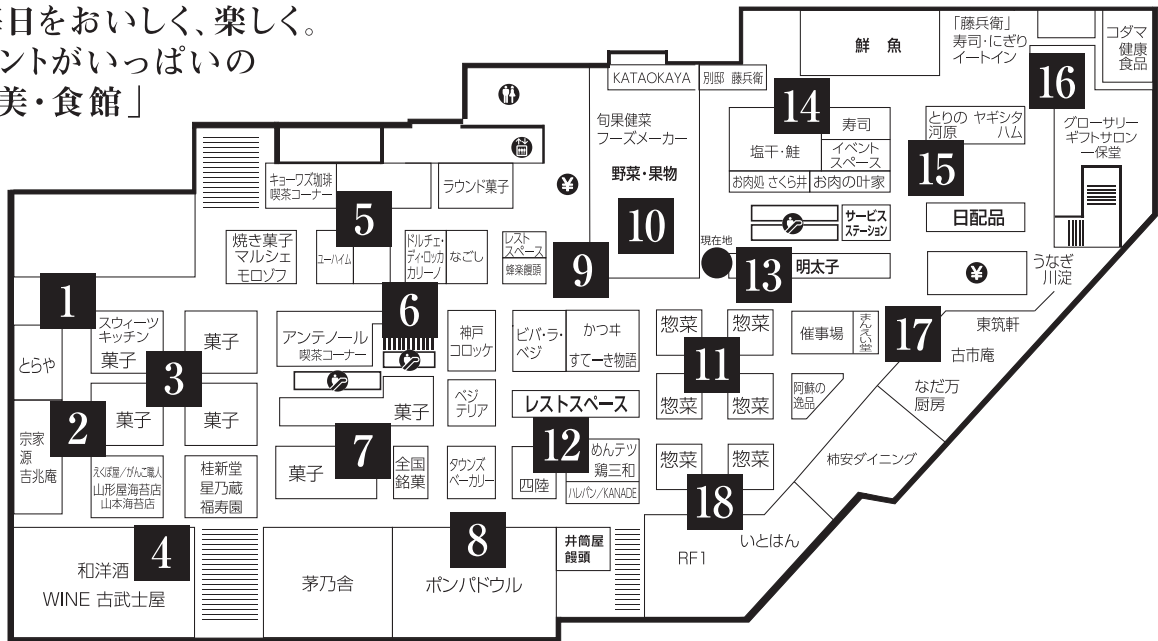 毎日をおいしく、楽しく。
ントがいっぱいの
美・食館」
KATAOKAYA
別邸 藤兵衛
鮮 魚
「藤兵衛」
寿司・にぎり
イートイン
コダマ
健康
食品
16
旬果健菜
フーズメーカー
野菜・果物
10
14
寿司
塩干・鮭
イベント
スペース
お肉処 さくら井
お肉の叶家
とりの
河原
ヤギシタ
ハム
15
グローサリー
ギフトサロン
一保堂
キョーワズ珈琲
喫茶コーナー
5
ラウンド菓子
¥
サービス
ステーション
日配品
焼き菓子
マルシェ
モロゾフ
ユーハイム
ドルチェ・
ディ・ロッカ
カリーノ
なごし
レスト
スペース
蜂楽饅頭
9
現在地
13
明太子
¥
うなぎ
川淀
1
スウィーツ
キッチン
菓子
菓子
とらや
3
アンテノール
喫茶コーナー
6
神戸
コロッケ
ビバ・ラ・
ベジ
かつヰ
すてーき物語
惣菜
惣菜
11
惣菜
惣菜
催事場
まんえい堂
17
東筑軒
古市庵
なだ万
厨房
阿蘇の
逸品
2
宗家
源
吉兆庵
菓子
菓子
菓子
ベジ
テリア
レストスペース
えくぼ屋/がんこ職人
山形屋海苔店
山本海苔店
桂新堂
星乃蔵
福寿園
菓子
7
全国
銘菓
タウンズ
ベーカリー
12
四陸
めんテツ
鶏三和
ハレパン/KANADE
惣菜
惣菜
18
柿安ダイニング
4
和洋酒
WINE 古武士屋
茅乃舎
8
ポンパドウル
井筒屋
饅頭
RF1
いとはん